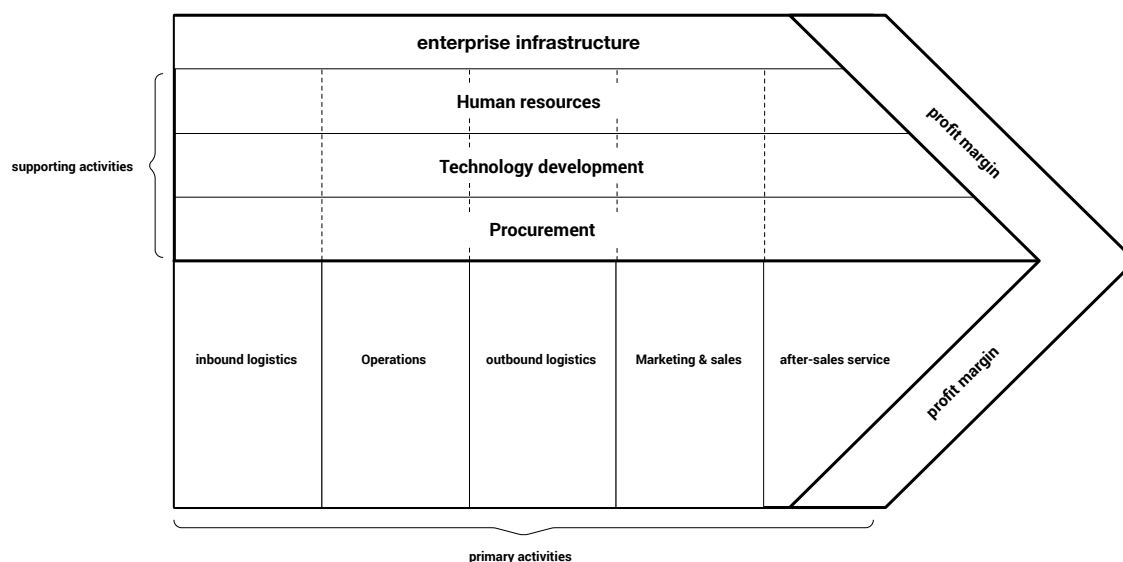 enterprise infrastructure
Human resources
supporting activities
Technology development
Procurement
profit margin
inbound logistics
Operations
outbound logistics
Marketing & sales
after-sales service
profit margin
primary activities